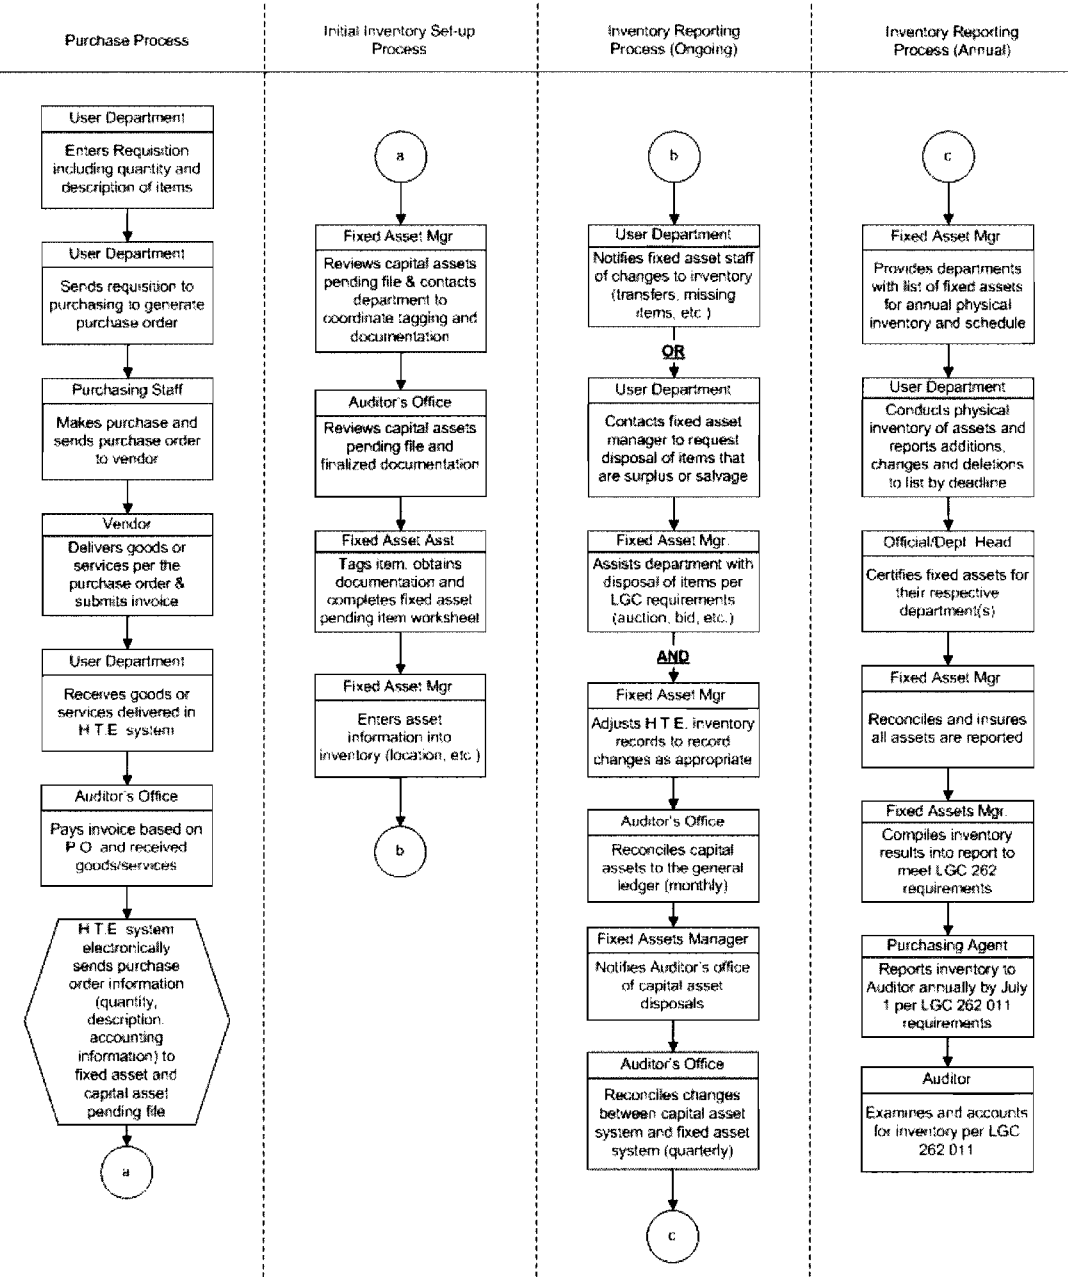 Purchase Process
User Department
Enters Requisition
including quantity and
description of items
User Department
Sends requisition to
purchasing to generate
purchase order
Purchasing Staff
Makes purchase and
sends purchase order
to vendor
Vendor
Delivers goods or
services per the
purchase order &
submits invoice
User Department
Receives goods or
services delivered in
H T E system
Auditor's Office
Pays invoice based on
P O and received
goods/services
H T E system
electronically
sends purchase
order information
(quantity,
description,
accounting
information) to
fixed asset and
capital asset
pending file
a
Initial Inventory Set-up
Process
a
Fixed Asset Mgr
Reviews capital assets
pending file & contacts
department to
coordinate tagging and
documentation
Auditor's Office
Reviews capital assets
pending file and
finalized documentation
Fixed Asset Asst
Tags item, obtains
documentation and
completes fixed asset
pending item worksheet
Fixed Asset Mgr
Enters asset
information into
inventory (location, etc )
b
Inventory Reporting
Process (Ongoing)
b
User Department
Notifies fixed asset staff
of changes to inventory
(transfers, missing
items, etc )
OR
User Department
Contacts fixed asset
manager to request
disposal of items that
are surplus or salvage
Fixed Asset Mgr.
Assists department with
disposal of items per
LGC requirements
(auction, bid, etc.)
AND
Fixed Asset Mgr
Adjusts H T E. inventory
records to record
changes as appropriate
Auditor's Office
Reconciles capital
assets to the general
ledger (monthly)
Fixed Assets Manager
Notifies Auditor's office
of capital asset
disposals
Auditor's Office
Reconciles changes
between capital asset
system and fixed asset
system (quarterly)
c
Inventory Reporting
Process (Annual)
c
Fixed Asset Mgr
Provides departments
with list of fixed assets
for annual physical
inventory and schedule
User Department
Conducts physical
inventory of assets and
reports additions,
changes and deletions
to list by deadline
Official/Dept Head
Certifies fixed assets for
their respective
department(s)
Fixed Asset Mgr
Reconciles and insures
all assets are reported
Fixed Assets Mgr.
Compiles inventory
results into report to
meet LGC 262
requirements
Purchasing Agent
Reports inventory to
Auditor annually by July
1 per LGC 262 011
requirements
Auditor
Examines and accounts
for inventory per LGC
262 011